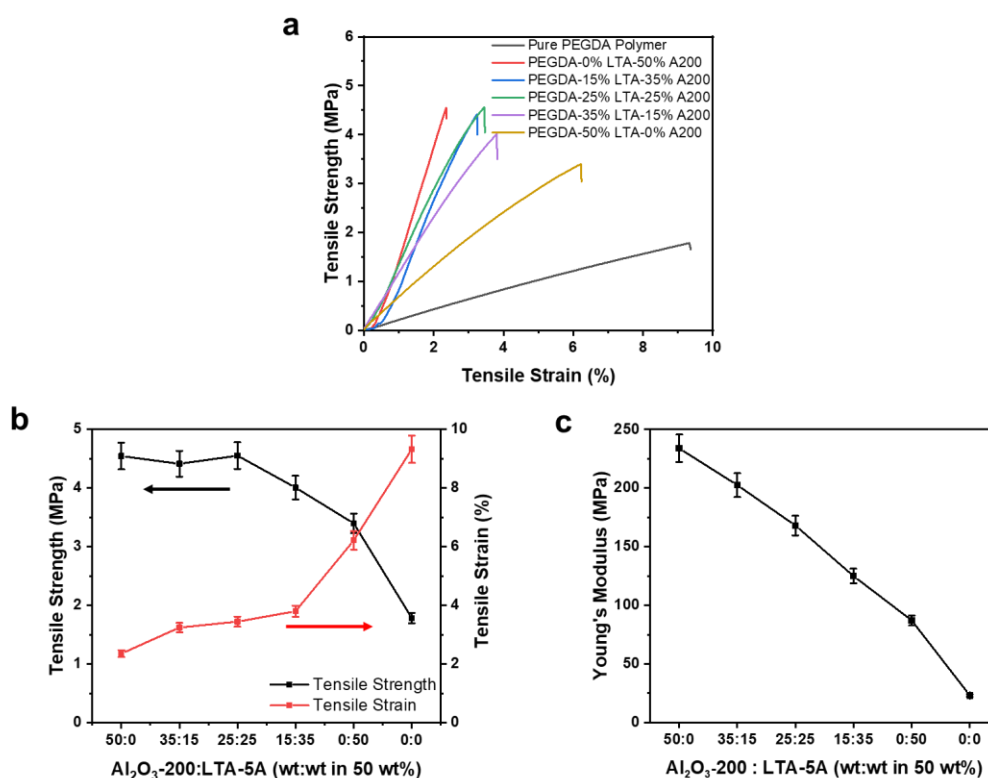 a
Tensile Strength (MPa)
6
5
4
3
2
1
0
Pure PEGDA Polymer
PEGDA-0% LTA-50% A200
PEGDA-15% LTA-35% A200
PEGDA-25% LTA-25% A200
PEGDA-35% LTA-15% A200
PEGDA-50% LTA-0% A200
0 2 4 6 8 10
Tensile Strain (%)
b
Tensile Strength (MPa)
5
4
3
2
1
0
10
8
6
4
2
0
Tensile Strain (%)
Tensile Strength
Tensile Strain
50:0 35:15 25:25 15:35 0:50 0:0
Al₂O₃-200:LTA-5A (wt:wt in 50 wt%)
c
Young's Modulus (MPa)
250
200
150
100
50
0
50:0 35:15 25:25 15:35 0:50 0:0
Al₂O₃-200 : LTA-5A (wt:wt in 50 wt%)